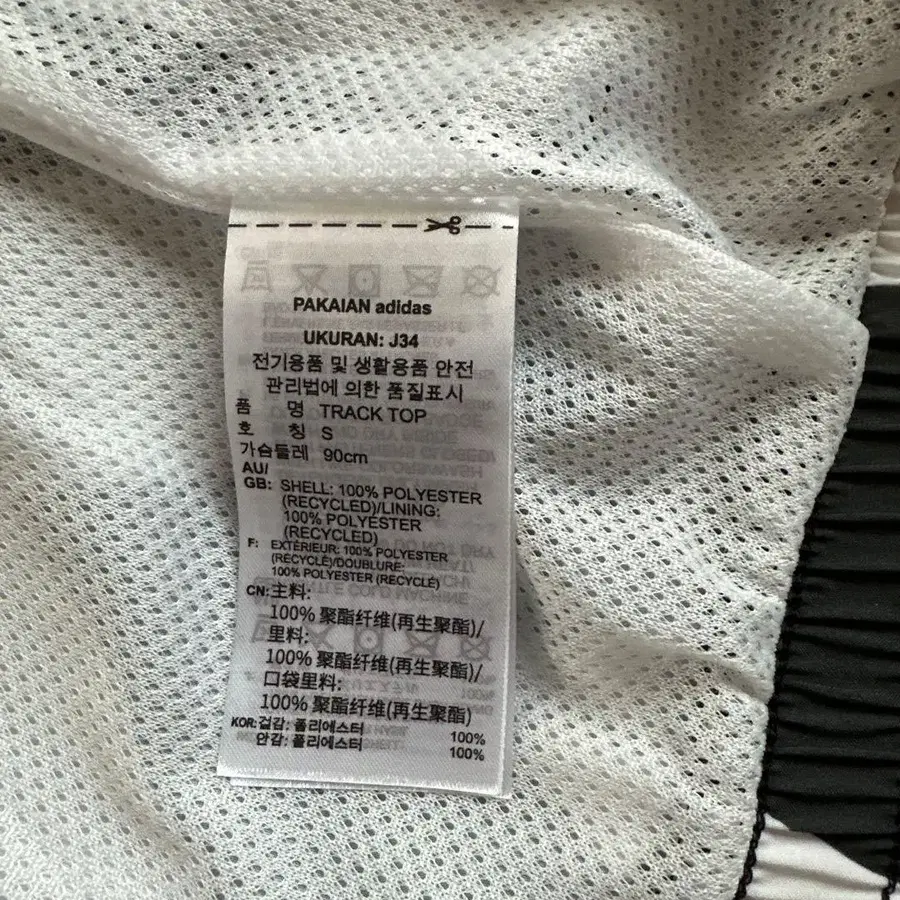 PAKAIAN adidas
UKURAN: J34
전기용품 및 생활용품 안전
관리법에 의한 품질표시
품 명 TRACK TOP
호 칭 S
가슴둘레 90cm
AU/
GB: SHELL: 100% POLYESTER
(RECYCLED)/LINING:
100% POLYESTER
(RECYCLED)
F: EXTÉRIEUR: 100% POLYESTER
(RECYCLÉ)/DOUBLURE:
100% POLYESTER (RECYCLÉ)
CN: 主料:
100% 聚酯纤维(再生聚酯)/
里料:
100% 聚酯纤维(再生聚酯)/
口袋里料:
100% 聚酯纤维(再生聚酯)
KOR: 겉감: 폴리에스터 100%
안감: 폴리에스터 100%